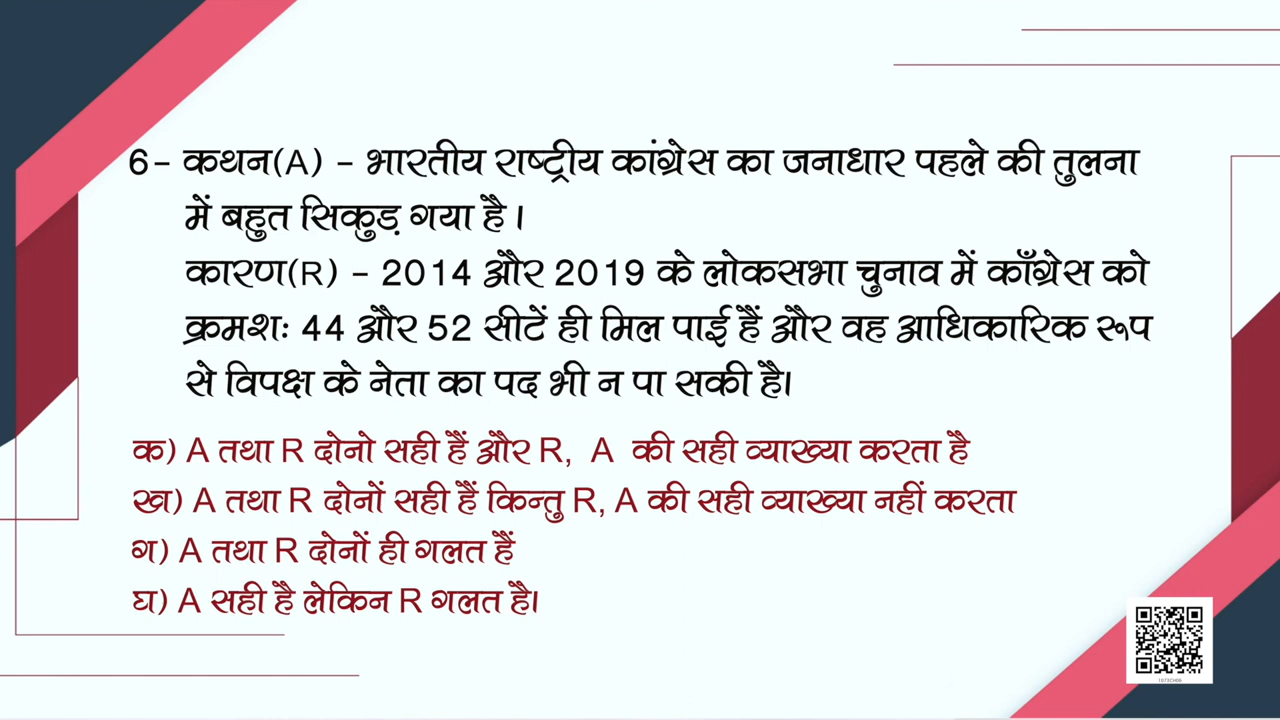 6- कथन(A) - भारतीय राष्ट्रीय कांग्रेस का जनाधार पहले की तुलना
में बहुत सिकुड़ गया है ।
कारण(R) - 2014 और 2019 के लोकसभा चुनाव में काँग्रेस को
क्रमशः 44 और 52 सीटें ही मिल पाई हैं और वह आधिकारिक रूप
से विपक्ष के नेता का पद भी न पा सकी है।
क) A तथा R दोनो सही हैं और R, A की सही व्याख्या करता है
ख) A तथा R दोनों सही हैं किन्तु R, A की सही व्याख्या नहीं करता
ग) A तथा R दोनों ही गलत हैं
घ) A सही है लेकिन R गलत है।
1073CH06